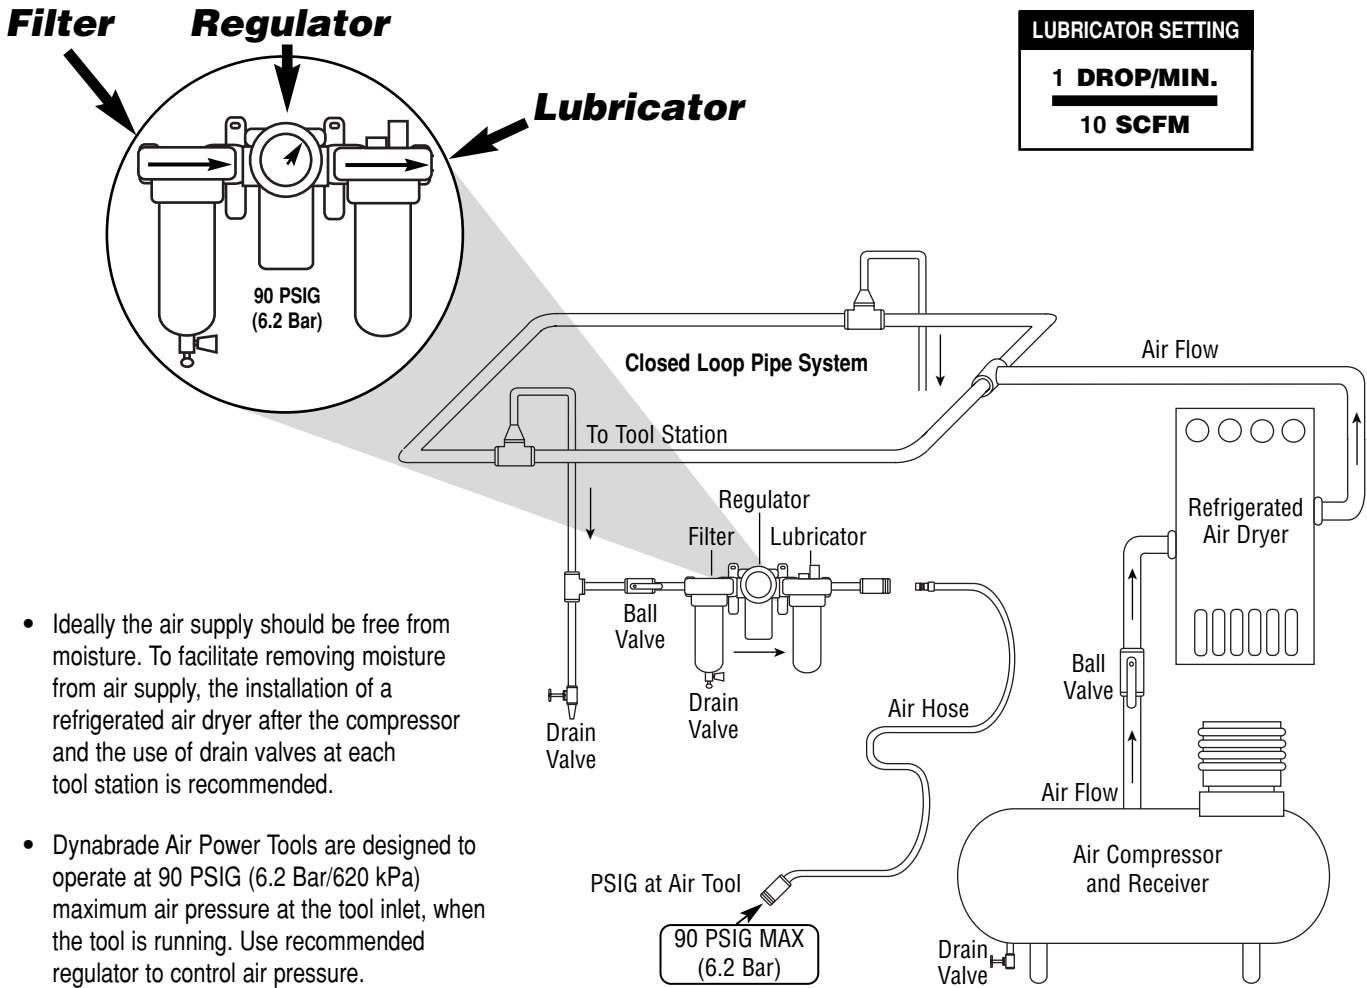 Filter
Regulator
Lubricator
LUBRICATOR SETTING
1 DROP/MIN.
10 SCFM
90 PSIG
(6.2 Bar)
Closed Loop Pipe System
Air Flow
To Tool Station
Refrigerated
Air Dryer
Regulator
Filter
Lubricator
Ball
Valve
Drain
Valve
Drain
Valve
Air Hose
Ball
Valve
Air Flow
Air Compressor
and Receiver
Drain
Valve
PSIG at Air Tool
90 PSIG MAX
(6.2 Bar)
• Ideally the air supply should be free from
moisture. To facilitate removing moisture
from air supply, the installation of a
refrigerated air dryer after the compressor
and the use of drain valves at each
tool station is recommended.
• Dynabrade Air Power Tools are designed to
operate at 90 PSIG (6.2 Bar/620 kPa)
maximum air pressure at the tool inlet, when
the tool is running. Use recommended
regulator to control air pressure.